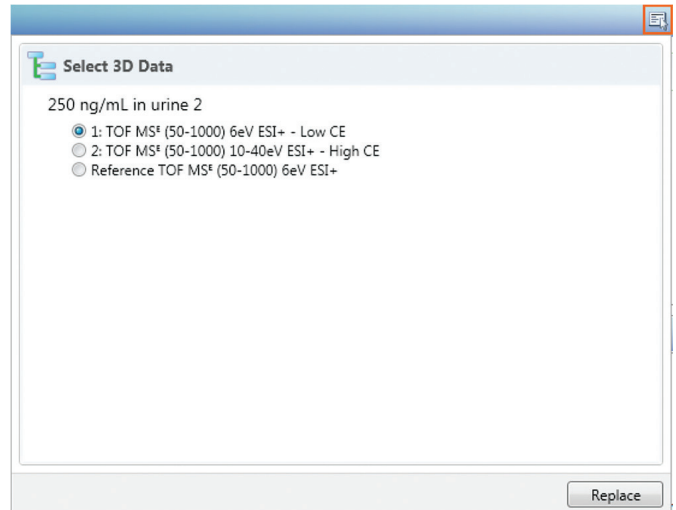 Select 3D Data
250 ng/mL in urine 2
1: TOF MSᴱ (50-1000) 6eV ESI+ - Low CE
2: TOF MSᴱ (50-1000) 10-40eV ESI+ - High CE
Reference TOF MSᴱ (50-1000) 6eV ESI+
Replace